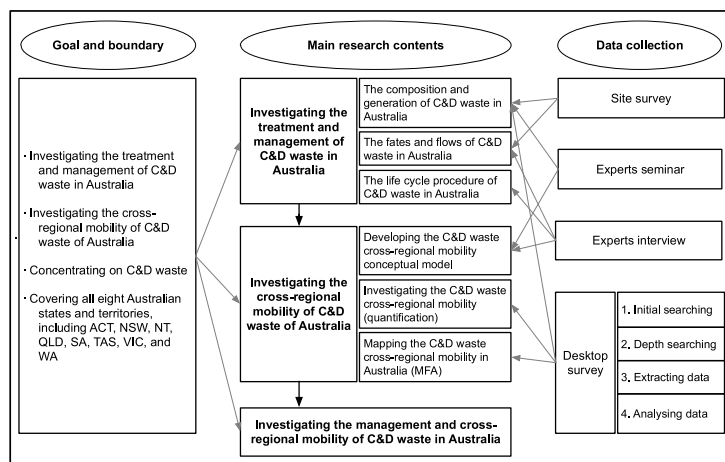 Goal and boundary
Main research contents
Data collection
· Investigating the treatment
and management of C&D
waste in Australia
· Investigating the cross-
regional mobility of C&D
waste of Australia
· Concentrating on C&D waste
· Covering all eight Australian
states and territories,
including ACT, NSW, NT,
QLD, SA, TAS, VIC, and
WA
Investigating the
treatment and
management of
C&D waste in
Australia
The composition and
generation of C&D waste in
Australia
The fates and flows of C&D
waste in Australia
The life cycle procedure of
C&D waste in Australia
Investigating the
cross-regional
mobility of C&D
waste of Australia
Developing the C&D waste
cross-regional mobility
conceptual model
Investigating the C&D waste
cross-regional mobility
(quantification)
Mapping the C&D waste
cross-regional mobility in
Australia (MFA)
Investigating the management and cross-
regional mobility of C&D waste in Australia
Site survey
Experts seminar
Experts interview
Desktop
survey
1. Initial searching
2. Depth searching
3. Extracting data
4. Analysing data